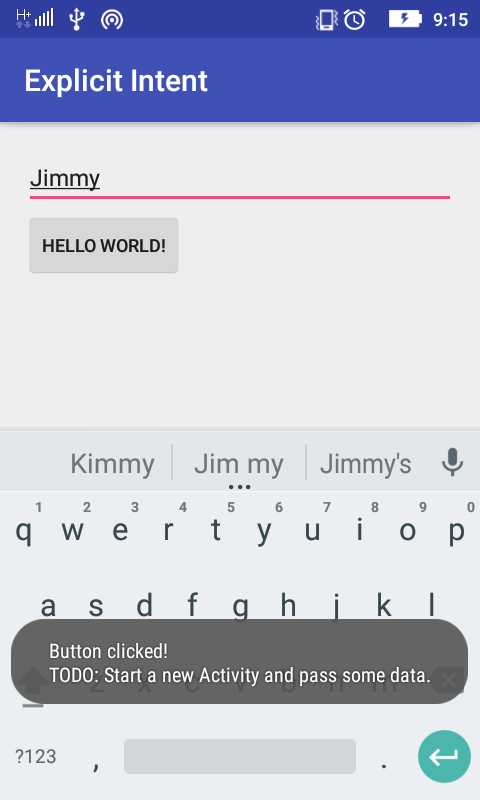 H+ 9:15
Explicit Intent
Jimmy
HELLO WORLD!
Kimmy Jim my Jimmy's
1 2 3 4 5 6 7 8 9 0
q w e r t y u i o p
a s d f g h j k l
z x c v b n m
Button clicked!
TODO: Start a new Activity and pass some data.
?123 , .